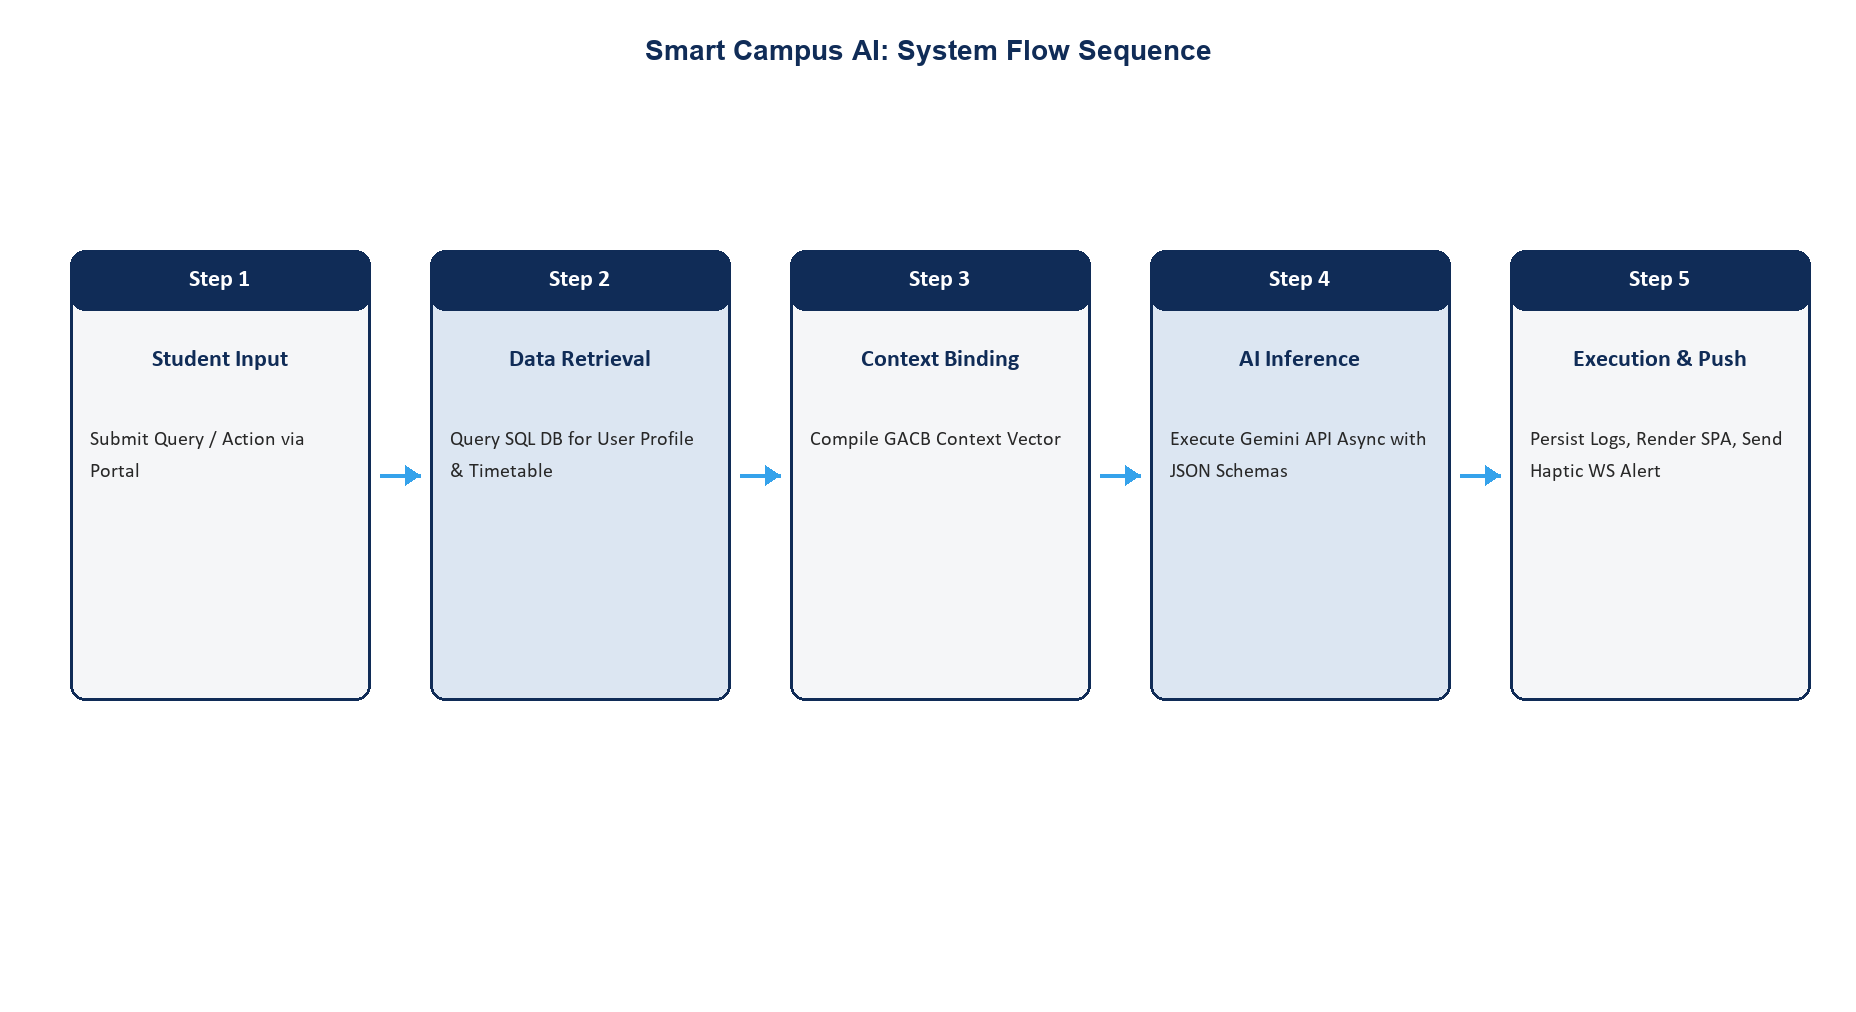 Smart Campus AI: System Flow Sequence
Step 1
Student Input
Submit Query / Action via
Portal
Step 2
Data Retrieval
Query SQL DB for User Profile
& Timetable
Step 3
Context Binding
Compile GACB Context Vector
Step 4
AI Inference
Execute Gemini API Async with
JSON Schemas
Step 5
Execution & Push
Persist Logs, Render SPA, Send
Haptic WS Alert